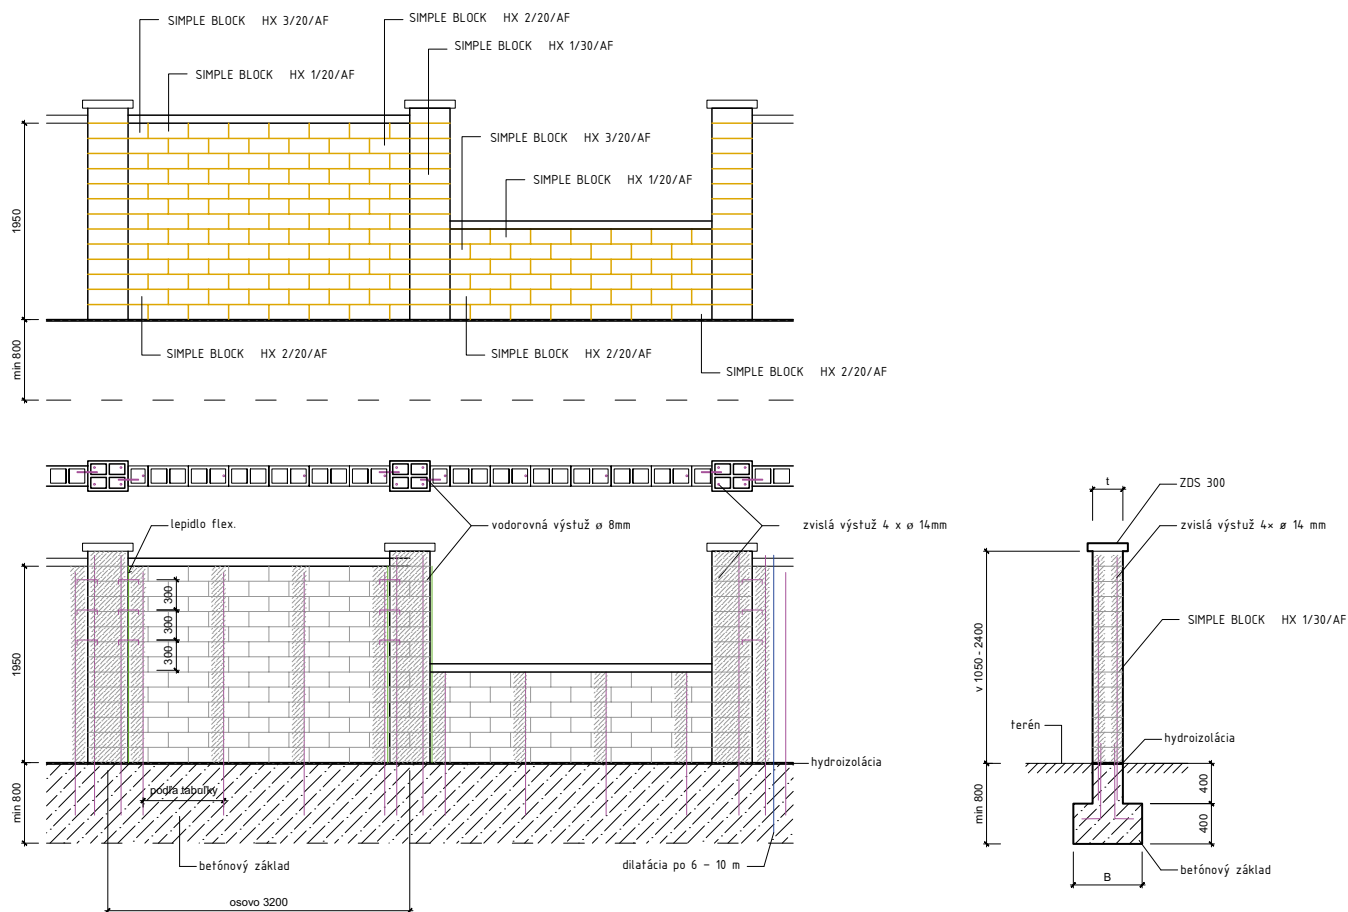 SIMPLE BLOCK HX 3/20/AF
SIMPLE BLOCK HX 2/20/AF
SIMPLE BLOCK HX 1/30/AF
SIMPLE BLOCK HX 1/20/AF
SIMPLE BLOCK HX 3/20/AF
SIMPLE BLOCK HX 1/20/AF
1950
min 800
SIMPLE BLOCK HX 2/20/AF
SIMPLE BLOCK HX 2/20/AF
SIMPLE BLOCK HX 2/20/AF
lepidlo flex.
vodorovná výstuž ø 8mm
zvislá výstuž 4 x ø 14mm
300
300
300
1950
min 800
podľa tabuľky
hydroizolácia
betónový základ
dilatácia po 6 - 10 m
osovo 3200
t
ZDS 300
zvislá výstuž 4× ø 14 mm
SIMPLE BLOCK HX 1/30/AF
v 1050 - 2400
terén
hydroizolácia
min 800
400
400
B
betónový základ